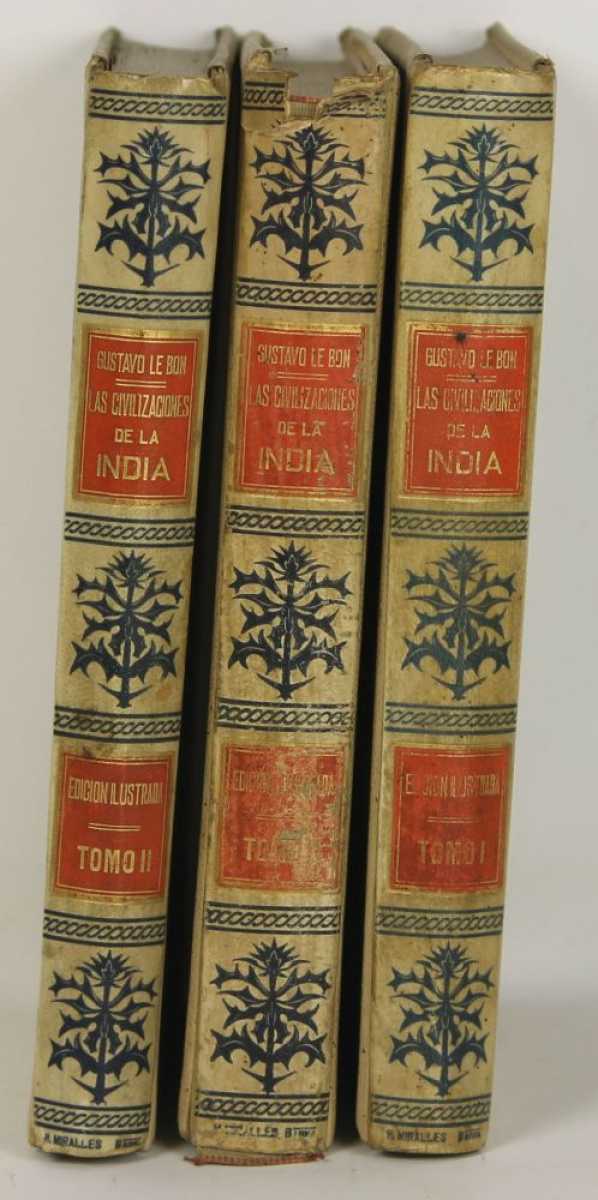 GUSTAVO LE BON
LAS CIVILIZACIONES
DE LA
INDIA
EDICION ILUSTRADA
TOMO II
H. MIRALLES
GUSTAVO LE BON
LAS CIVILIZACIONES
DE LA
INDIA
TOMO
H. MIRALLES
GUSTAVO LE BON
LAS CIVILIZACIONES
DE LA
INDIA
EDICION ILUSTRADA
TOMO I
H. MIRALLES